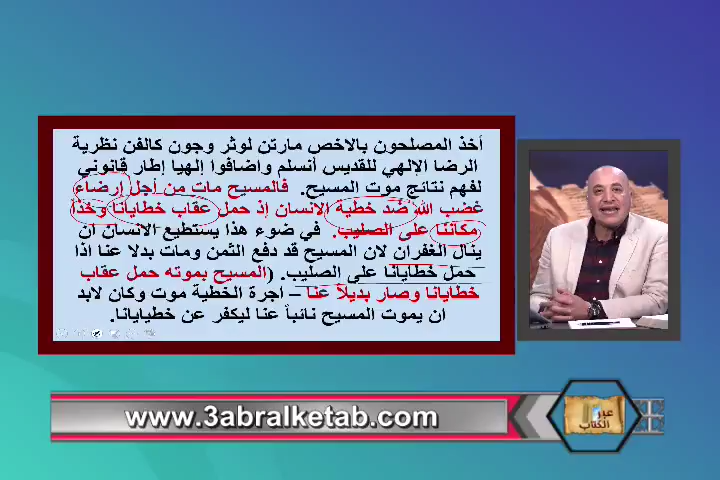 أخذ المصلحون بالاخص مارتن لوثر وجون كالفن نظرية
الرضا الإلهي للقديس أنسلم واضافوا إلهيا إطار قانوني
لفهم نتائج موت المسيح. فالمسيح مات من أجل إرضاء
غضب الله ضد خطية الانسان إذ حمل عقاب خطايانا وخذا
مكاننا على الصليب. في ضوء هذا يستطيع الانسان ان
ينال الغفران لان المسيح قد دفع الثمن ومات بدلا عنا اذا
حمل خطايانا على الصليب. (المسيح بموته حمل عقاب
خطايانا وصار بديلاً عنا – أجرة الخطية موت وكان لابد
ان يموت المسيح نائباً عنا ليكفر عن خطيايانا.
www.3abralketab.com
عبر
الكتاب